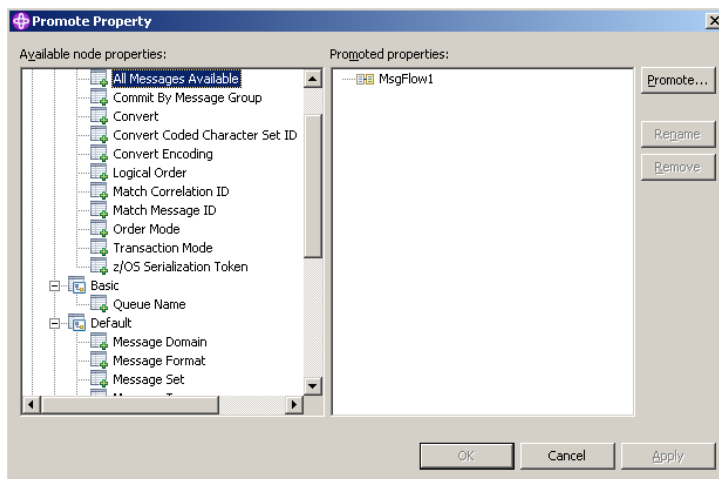 Promote Property
Available node properties:
Promoted properties:
All Messages Available
Commit By Message Group
Convert
Convert Coded Character Set ID
Convert Encoding
Logical Order
Match Correlation ID
Match Message ID
Order Mode
Transaction Mode
z/OS Serialization Token
Basic
Queue Name
Default
Message Domain
Message Format
Message Set
MsgFlow1
Promote...
Rename
Remove
OK
Cancel
Apply